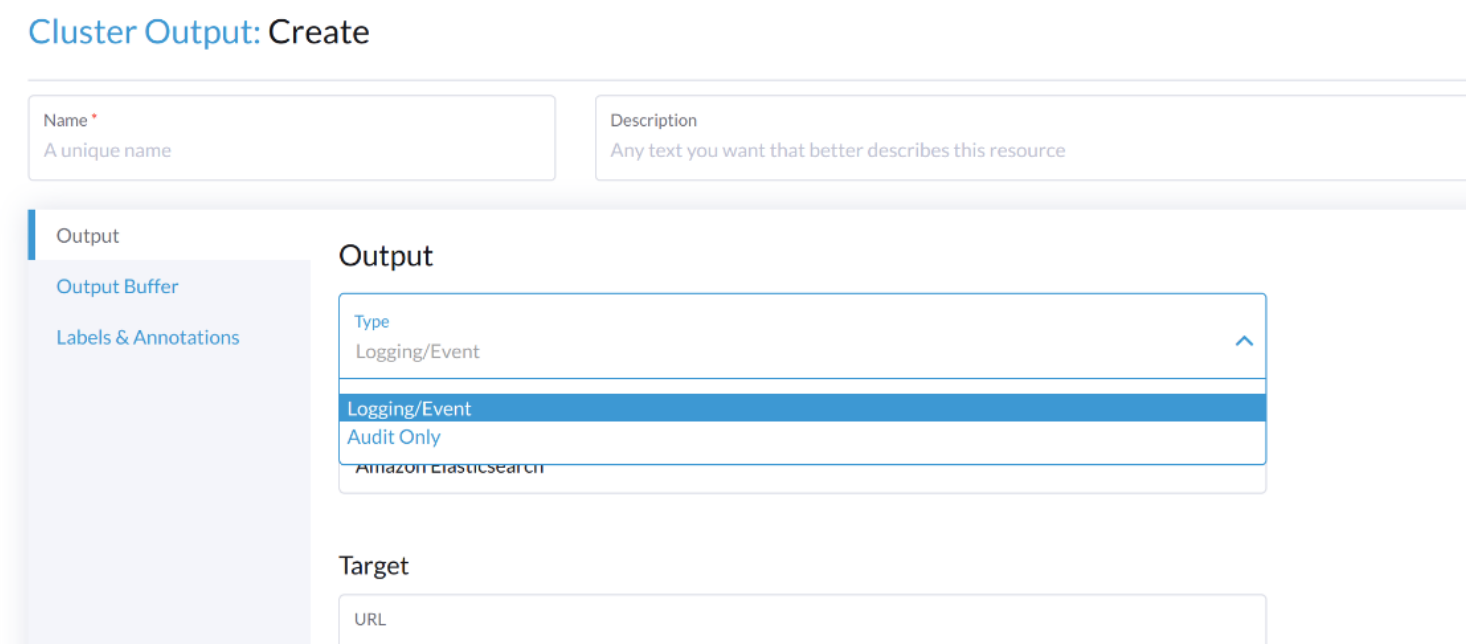 Cluster Output: Create
Name *
A unique name
Description
Any text you want that better describes this resource
Output
Output Buffer
Labels & Annotations
Output
Type
Logging/Event
Logging/Event
Audit Only
Amazon Elasticsearch
Target
URL